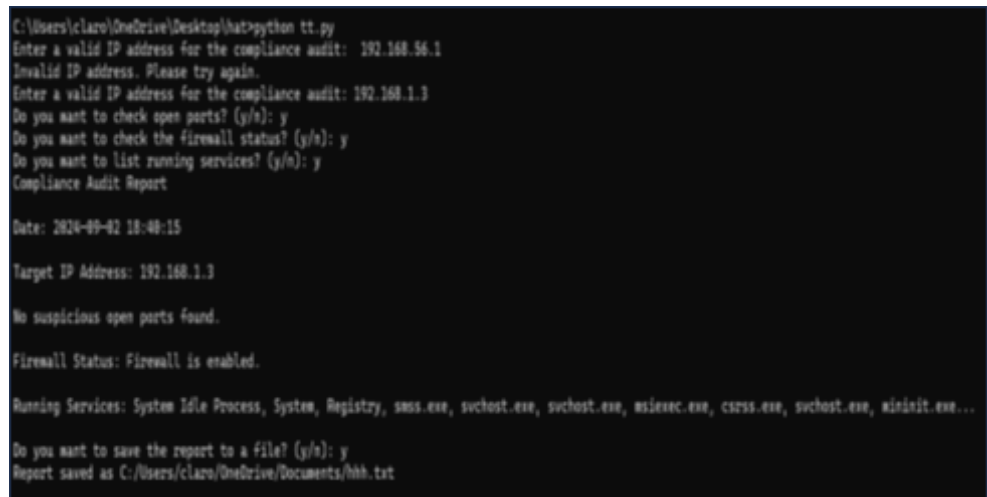 C:\Users\claro\OneDrive\Desktop\hat>python tt.py
Enter a valid IP address for the compliance audit:  192.168.56.1
Invalid IP address. Please try again.
Enter a valid IP address for the compliance audit: 192.168.1.3
Do you want to check open ports? (y/n): y
Do you want to check the firewall status? (y/n): y
Do you want to list running services? (y/n): y
Compliance Audit Report
Date: 2024-09-02 18:40:15
Target IP Address: 192.168.1.3
No suspicious open ports found.
Firewall Status: Firewall is enabled.
Running Services: System Idle Process, System, Registry, smss.exe, svchost.exe, svchost.exe, msiexec.exe, csrss.exe, svchost.exe, wininit.exe...
Do you want to save the report to a file? (y/n): y
Report saved as C:/Users/claro/OneDrive/Documents/hhh.txt